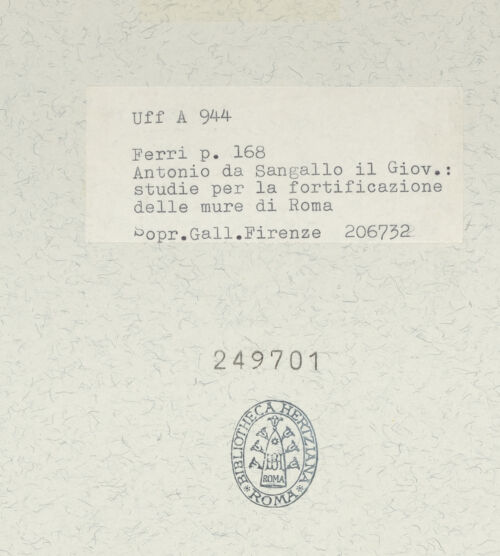 Uff A 944
Ferri p. 168
Antonio da Sangallo il Giov.:
studie per la fortificazione
delle mure di Roma
Sopr.Gall.Firenze 206732
249701
BIBLIOTHECA HERTZIANA
ROMA
ROMA